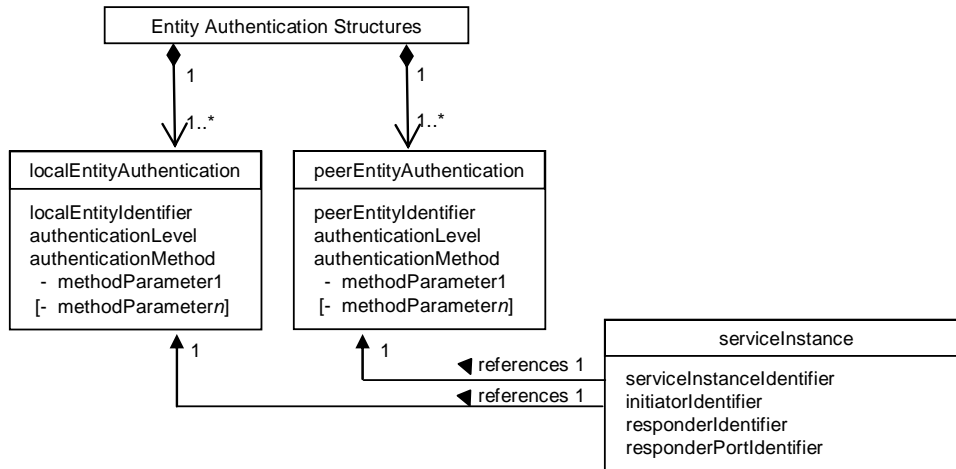 Entity Authentication Structures
1
1
1..*
1..*
localEntityAuthentication
localEntityIdentifier
authenticationLevel
authenticationMethod
- methodParameter1
[- methodParametern]
peerEntityAuthentication
peerEntityIdentifier
authenticationLevel
authenticationMethod
- methodParameter1
[- methodParametern]
1
1
references 1
references 1
serviceInstance
serviceInstanceIdentifier
initiatorIdentifier
responderIdentifier
responderPortIdentifier